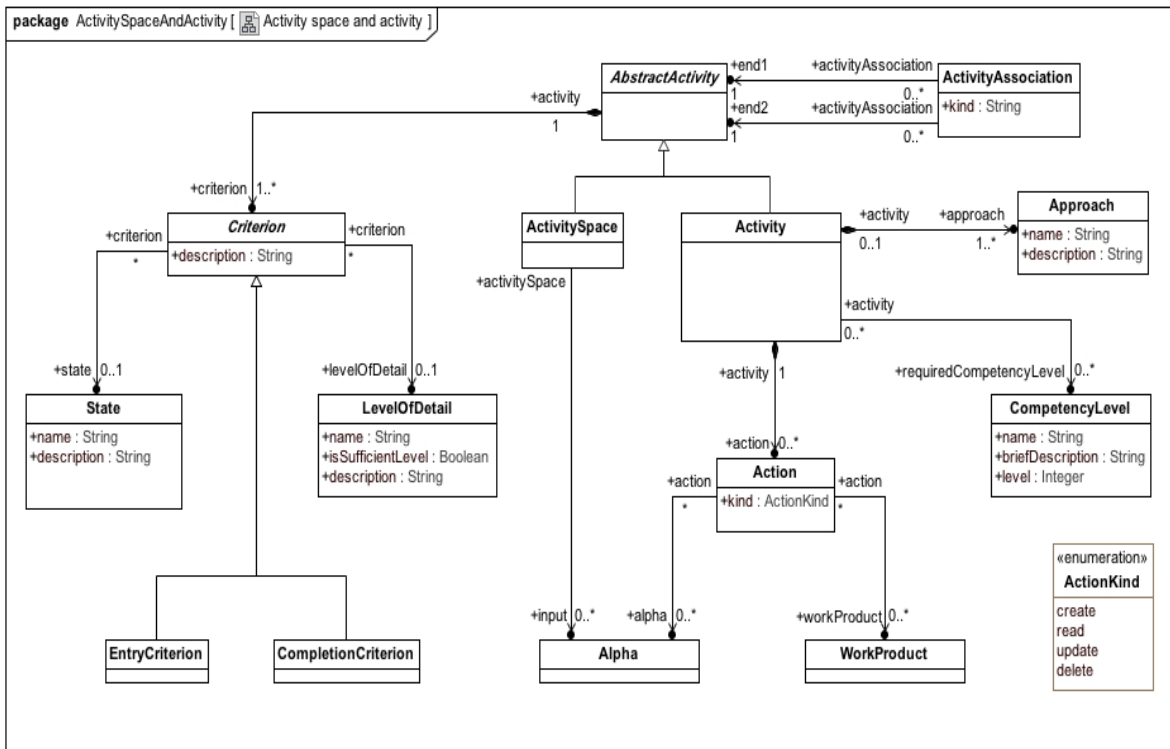 package ActivitySpaceAndActivity [ Activity space and activity ]
AbstractActivity
+end1
+activityAssociation
1
0..*
+end2
+activityAssociation
1
0..*
ActivityAssociation
+kind : String
+activity
1
+criterion 1..*
Criterion
+description : String
+criterion
*
+criterion
*
ActivitySpace
+activitySpace
Activity
+activity
0..1
+approach
1..*
Approach
+name : String
+description : String
+activity
0..*
+requiredCompetencyLevel 0..*
+state 0..1
State
+name : String
+description : String
+levelOfDetail 0..1
LevelOfDetail
+name : String
+isSufficientLevel : Boolean
+description : String
+activity 1
+action 0..*
Action
+kind : ActionKind
+action
*
+action
*
CompetencyLevel
+name : String
+briefDescription : String
+level : Integer
«enumeration»
ActionKind
create
read
update
delete
+input 0..*
+alpha 0..*
+workProduct 0..*
EntryCriterion
CompletionCriterion
Alpha
WorkProduct